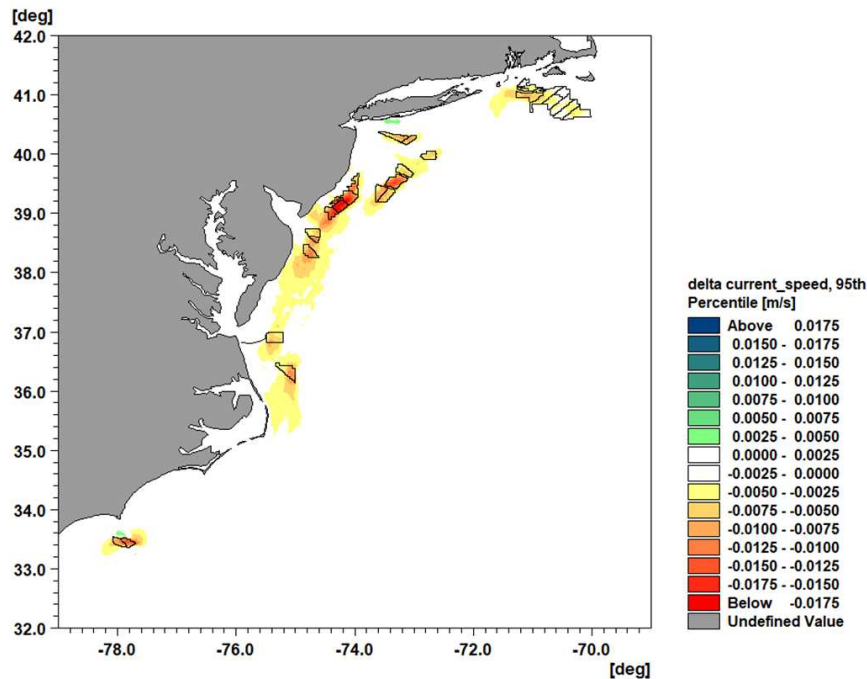 [deg]
42.0
41.0
40.0
39.0
38.0
37.0
36.0
35.0
34.0
33.0
32.0
-78.0 -76.0 -74.0 -72.0 -70.0
[deg]
delta current_speed, 95th
Percentile [m/s]
Above 0.0175
0.0150 - 0.0175
0.0125 - 0.0150
0.0100 - 0.0125
0.0075 - 0.0100
0.0050 - 0.0075
0.0025 - 0.0050
0.0000 - 0.0025
-0.0025 - 0.0000
-0.0050 - -0.0025
-0.0075 - -0.0050
-0.0100 - -0.0075
-0.0125 - -0.0100
-0.0150 - -0.0125
-0.0175 - -0.0150
Below -0.0175
Undefined Value